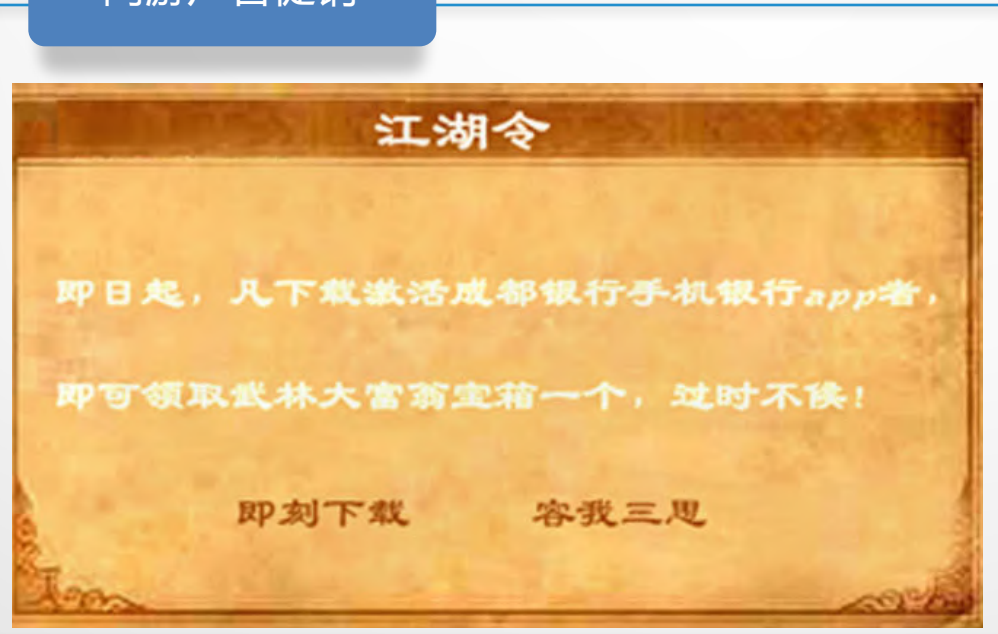 江湖令
即日起，凡下载激活成都银行手机银行app者，
即可领取武林大富翁宝箱一个，过时不候！
即刻下载 容我三思